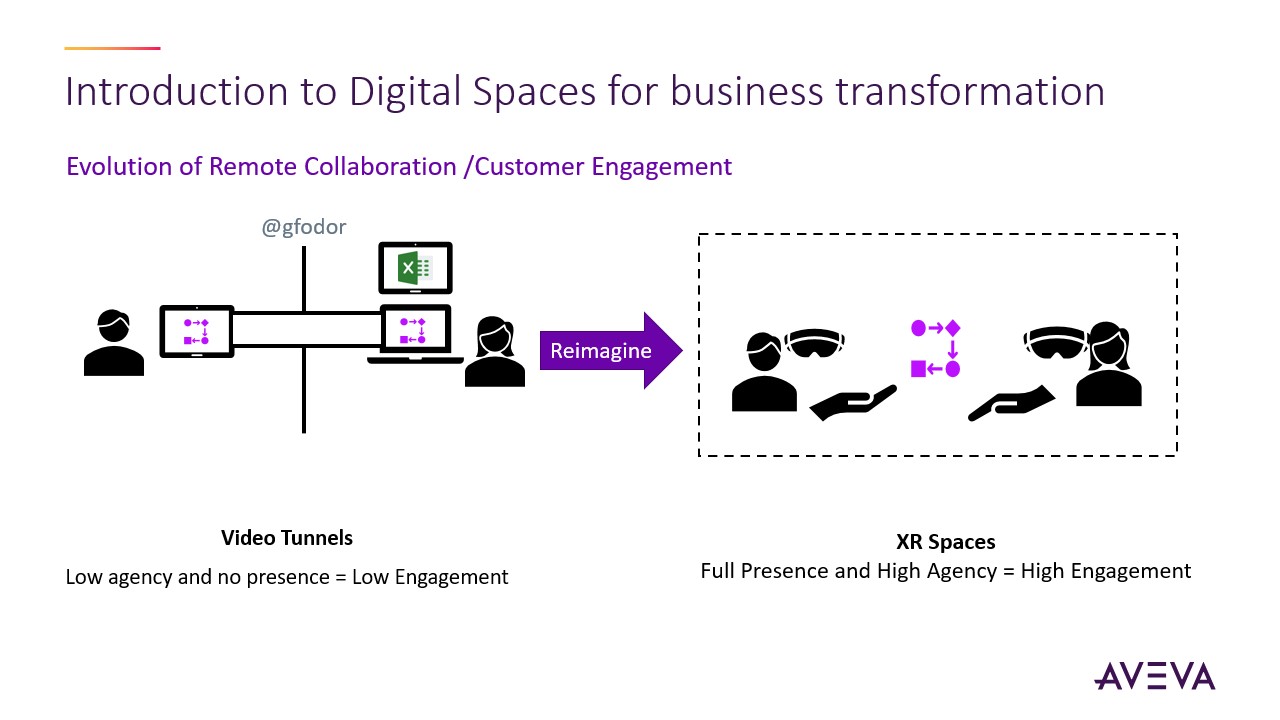 Introduction to Digital Spaces for business transformation
Evolution of Remote Collaboration /Customer Engagement
@gfodor
X
Reimagine
Video Tunnels
Low agency and no presence = Low Engagement
XR Spaces
Full Presence and High Agency = High Engagement
AVEVA